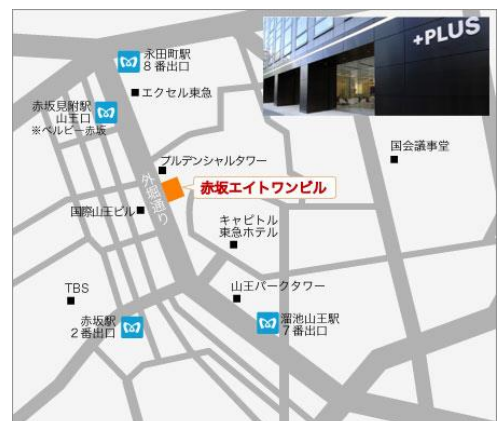 +PLUS
永田町駅
8番出口
エクセル東急
赤坂見附駅
山王口
※ベルビー赤坂
国会議事堂
プルデンシャルタワー
赤坂エイトワンビル
外堀通り
国際山王ビル
キャピトル
東急ホテル
TBS
山王パークタワー
赤坂駅
2番出口
溜池山王駅
7番出口